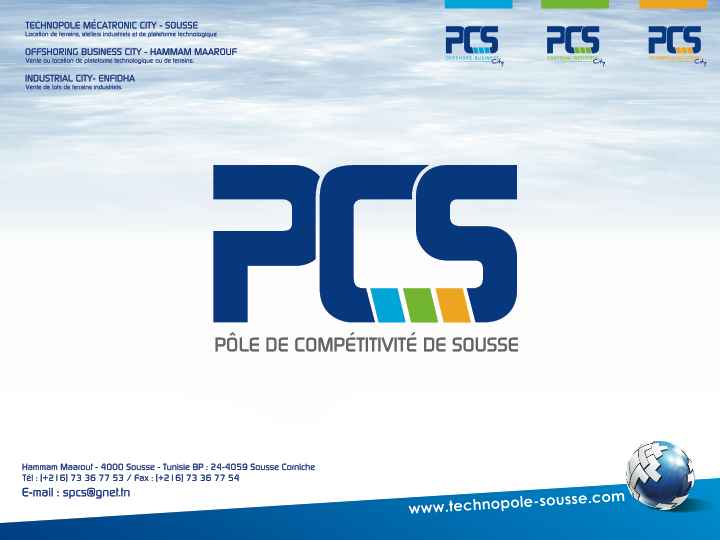 TECHNOPOLE MÉCATRONIC CITY - SOUSSE
Location de terrains, ateliers industriels et de plateforme technologique
OFFSHORING BUSINESS CITY - HAMMAM MAAROUF
Vente ou location de plateforme technologique ou de terrains.
INDUSTRIAL CITY- ENFIDHA
Vente de lots de terrains industriels.
PCS
OFFSHORE BUSINESS
City
PCS
ENNFIDHA INDUSTRIAL
City
PCS
City
PCS
PÔLE DE COMPÉTITIVITÉ DE SOUSSE
Hammam Maarouf - 4000 Sousse - Tunisie BP : 24-4059 Sousse Corniche
Tél : (+216) 73 36 77 53 / Fax : (+216) 73 36 77 54
E-mail : spcs@gnet.tn
www.technopole-sousse.com